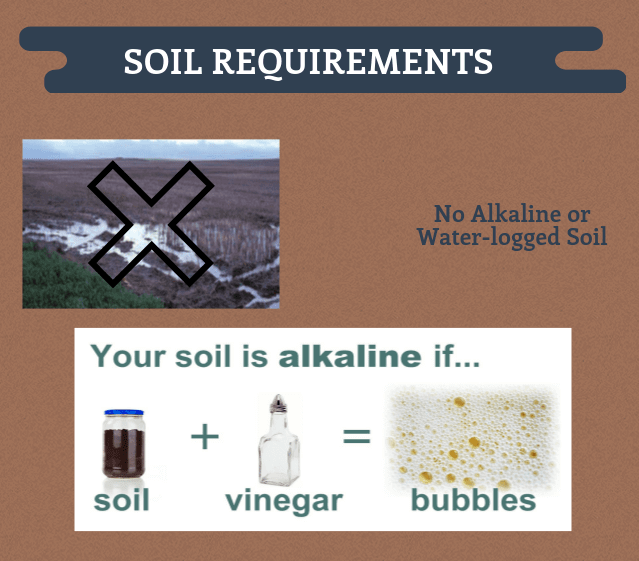 SOIL REQUIREMENTS
No Alkaline or
Water-logged Soil
Your soil is alkaline if...
+ =
soil vinegar bubbles